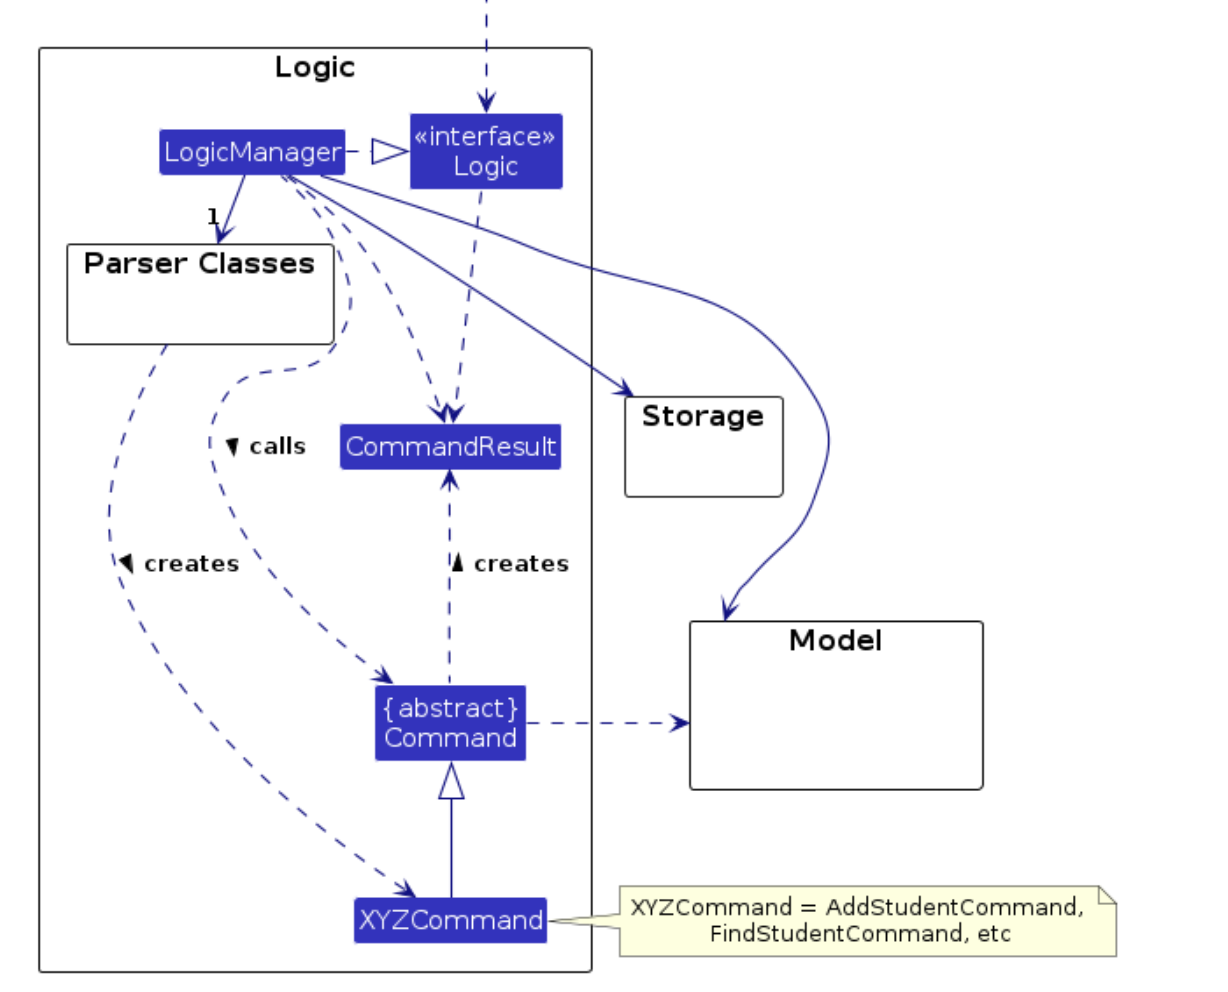 Logic
LogicManager
«interface»
Logic
1
Parser Classes
Storage
calls
CommandResult
creates
creates
Model
{abstract}
Command
XYZCommand
XYZCommand = AddStudentCommand,
FindStudentCommand, etc